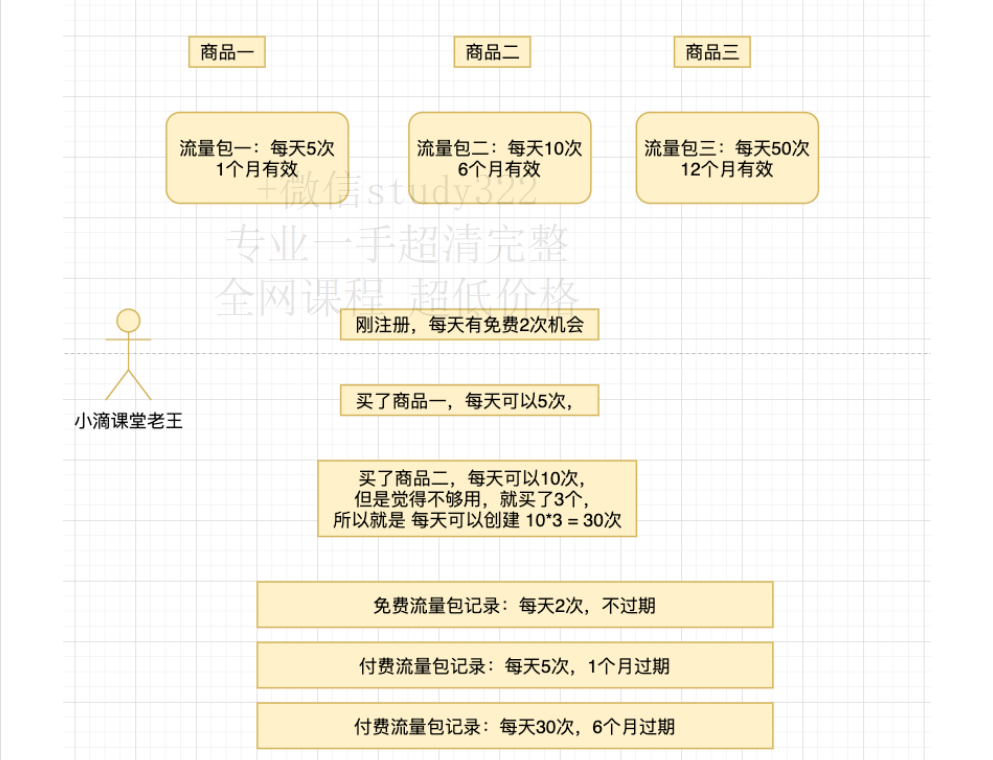 商品一
商品二
商品三
流量包一：每天5次
1个月有效
流量包二：每天10次
6个月有效
流量包三：每天50次
12个月有效
+微信study322
专业一手超清完整
全网课程 超低价格
刚注册，每天有免费2次机会
买了商品一，每天可以5次，
小滴课堂老王
买了商品二，每天可以10次，
但是觉得不够用，就买了3个，
所以就是 每天可以创建 10*3 = 30次
免费流量包记录：每天2次，不过期
付费流量包记录：每天5次，1个月过期
付费流量包记录：每天30次，6个月过期